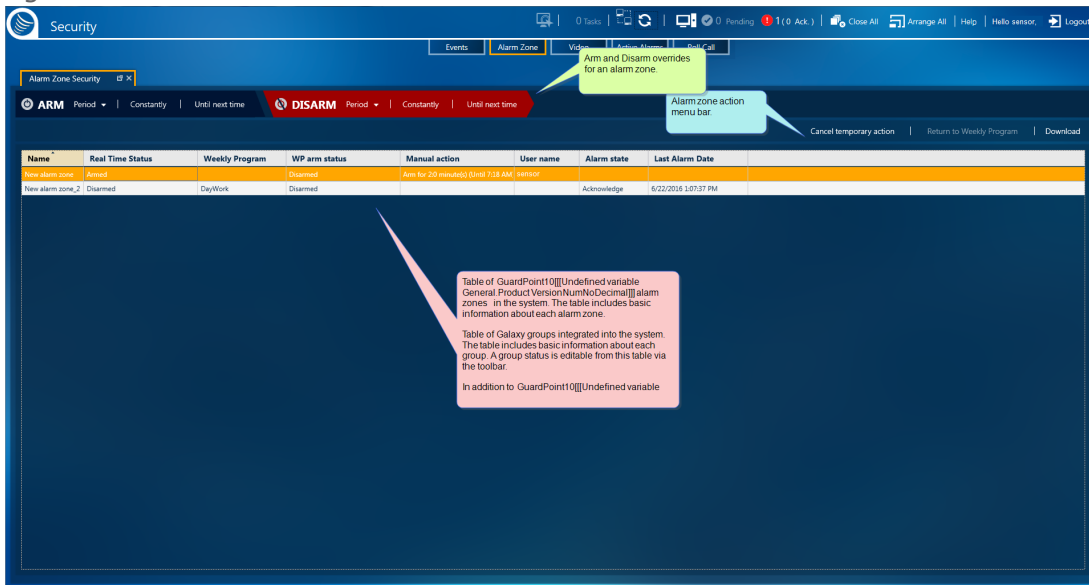 Security
0 Tasks | | 0 Pending 1 ( 0 Ack. ) | Close All Arrange All | Help | Hello sensor, Logout
Events Alarm Zone Video Active Alarms Roll Call
Alarm Zone Security
Arm and Disarm overrides
for an alarm zone.
ARM Period | Constantly | Until next time DISARM Period | Constantly | Until next time
Alarm zone action
menu bar.
Cancel temporary action | Return to Weekly Program | Download
Name Real Time Status Weekly Program WP arm status Manual action User name Alarm state Last Alarm Date
New alarm zone Armed Disarmed Arm for 20 minute(s) (Until 7:18 AM) sensor
New alarm zone_2 Disarmed DayWork Disarmed Acknowledge 6/22/2016 1:07:37 PM
Table of GuardPoint10[[[Undefined variable
General.Product VersionNumNoDecimal]]] alarm
zones in the system. The table includes basic
information about each alarm zone.
Table of Galaxy groups integrated into the system.
The table includes basic information about each
group. A group status is editable from this table via
the toolbar.
In addition to GuardPoint10[[[Undefined variable